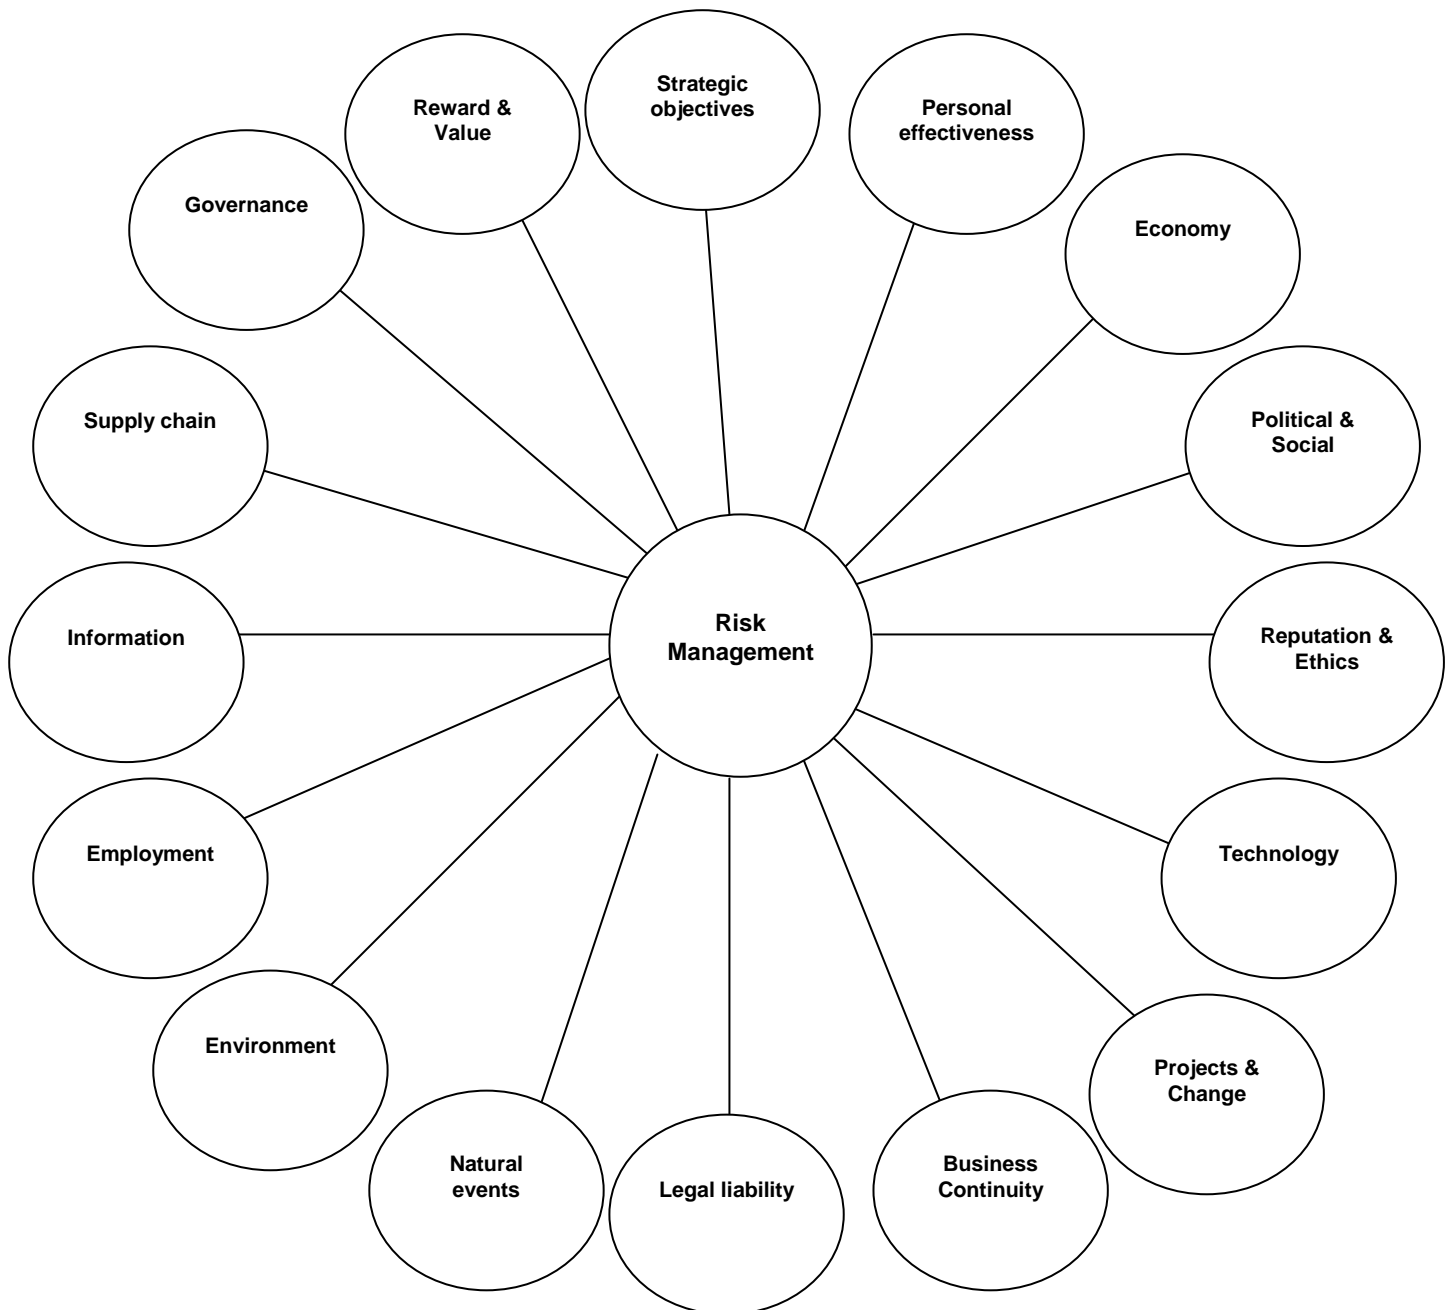 Strategic
objectives
Reward &
Value
Personal
effectiveness
Governance
Economy
Supply chain
Political &
Social
Risk
Management
Information
Reputation &
Ethics
Employment
Technology
Environment
Projects &
Change
Natural
events
Legal liability
Business
Continuity